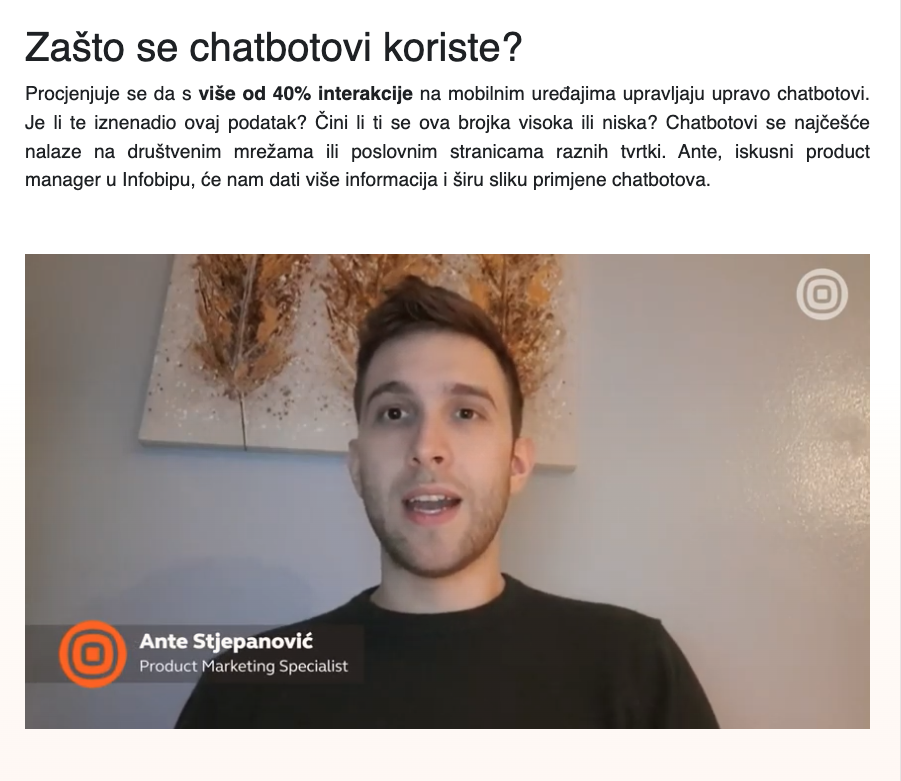 Zašto se chatbotovi koriste?
Procjenjuje se da s više od 40% interakcije na mobilnim uređajima upravljaju upravo chatbotovi.
Je li te iznenadio ovaj podatak? Čini li ti se ova brojka visoka ili niska? Chatbotovi se najčešće
nalaze na društvenim mrežama ili poslovnim stranicama raznih tvrtki. Ante, iskusni product
manager u Infobipu, će nam dati više informacija i širu sliku primjene chatbotova.
Ante Stjepanović
Product Marketing Specialist